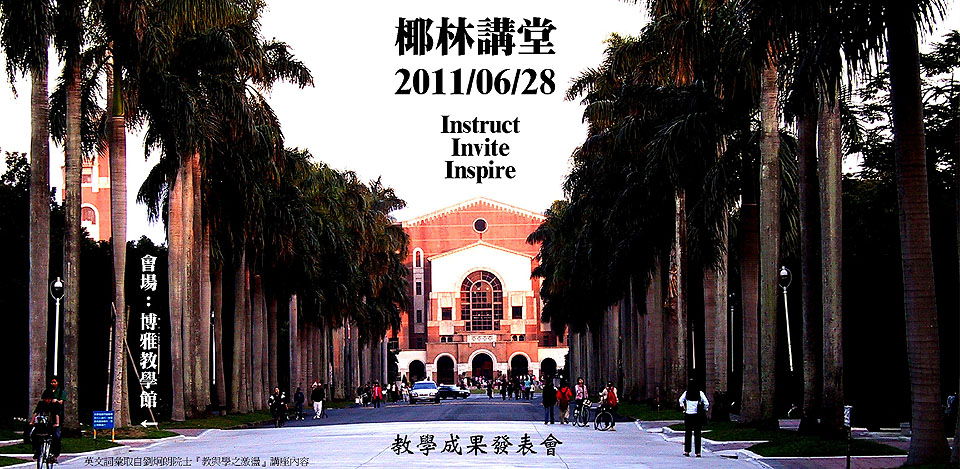 椰林講堂
2011/06/28
Instruct
Invite
Inspire
會場：博雅教學館
教學成果發表會
英文詞彙取自劉炯朗院士『教與學之激盪』講座內容